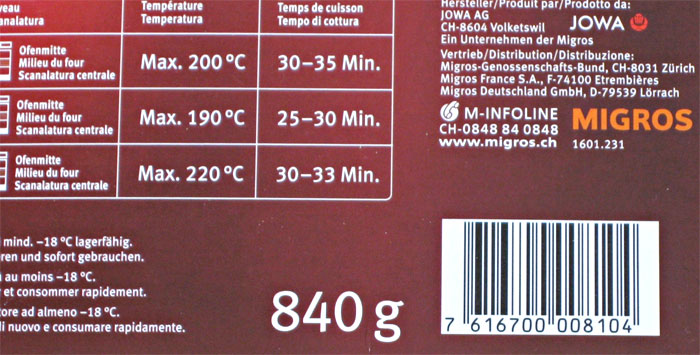 Température
Temperatura
Temps de cuisson
Tempo di cottura
Ofenmitte
Milieu du four
Scanalatura centrale
Max. 200 °C
30–35 Min.
Ofenmitte
Milieu du four
Scanalatura centrale
Max. 190 °C
25–30 Min.
Ofenmitte
Milieu du four
Scanalatura centrale
Max. 220 °C
30–33 Min.
mind. –18 °C lagerfähig.
und sofort gebrauchen.
au moins –18 °C.
et consommer rapidement.
ad almeno –18 °C.
nuovo e consumare rapidamente.
840 g
Hersteller/Produit par/Prodotto da:
JOWA AG
CH-8604 Volketswil
JOWA
Ein Unternehmen der Migros
Vertrieb/Distribution/Distribuzione:
Migros-Genossenschafts-Bund, CH-8031 Zürich
Migros France S.A., F-74100 Etrembières
Migros Deutschland GmbH, D-79539 Lörrach
M-INFOLINE
CH-0848 84 0848
www.migros.ch
MIGROS
1601.231
7 616700 008104